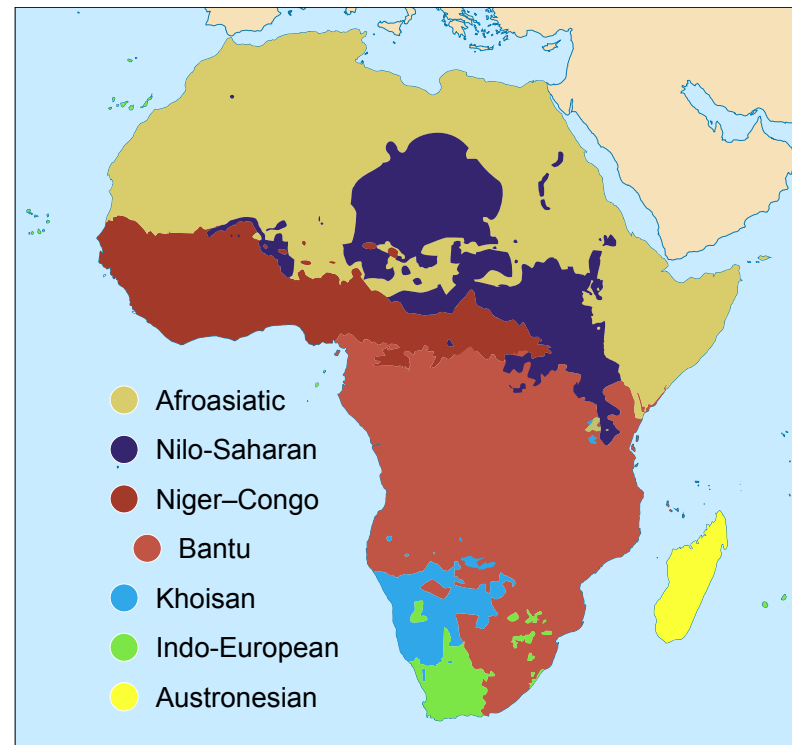 Afroasiatic
Nilo-Saharan
Niger–Congo
Bantu
Khoisan
Indo-European
Austronesian